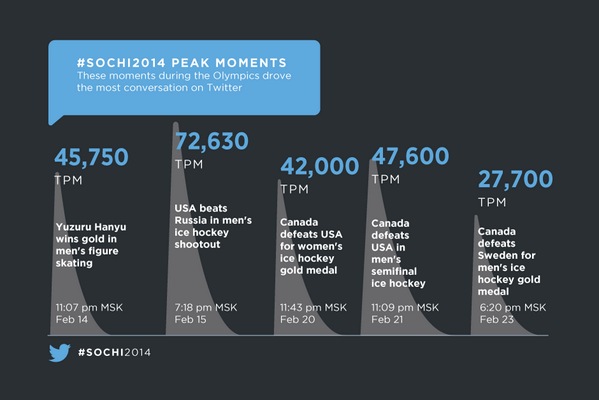 #SOCHI2014 PEAK MOMENTS
These moments during the Olympics drove
the most conversation on Twitter
45,750
TPM
Yuzuru Hanyu
wins gold in
men's figure
skating
11:07 pm MSK
Feb 14
72,630
TPM
USA beats
Russia in men's
ice hockey
shootout
7:18 pm MSK
Feb 15
42,000
TPM
Canada
defeats USA
for women's
ice hockey
gold medal
11:43 pm MSK
Feb 20
47,600
TPM
Canada
defeats
USA in
men's
semifinal
ice hockey
11:09 pm MSK
Feb 21
27,700
TPM
Canada
defeats
Sweden for
men's ice
hockey gold
medal
6:20 pm MSK
Feb 23
#SOCHI2014